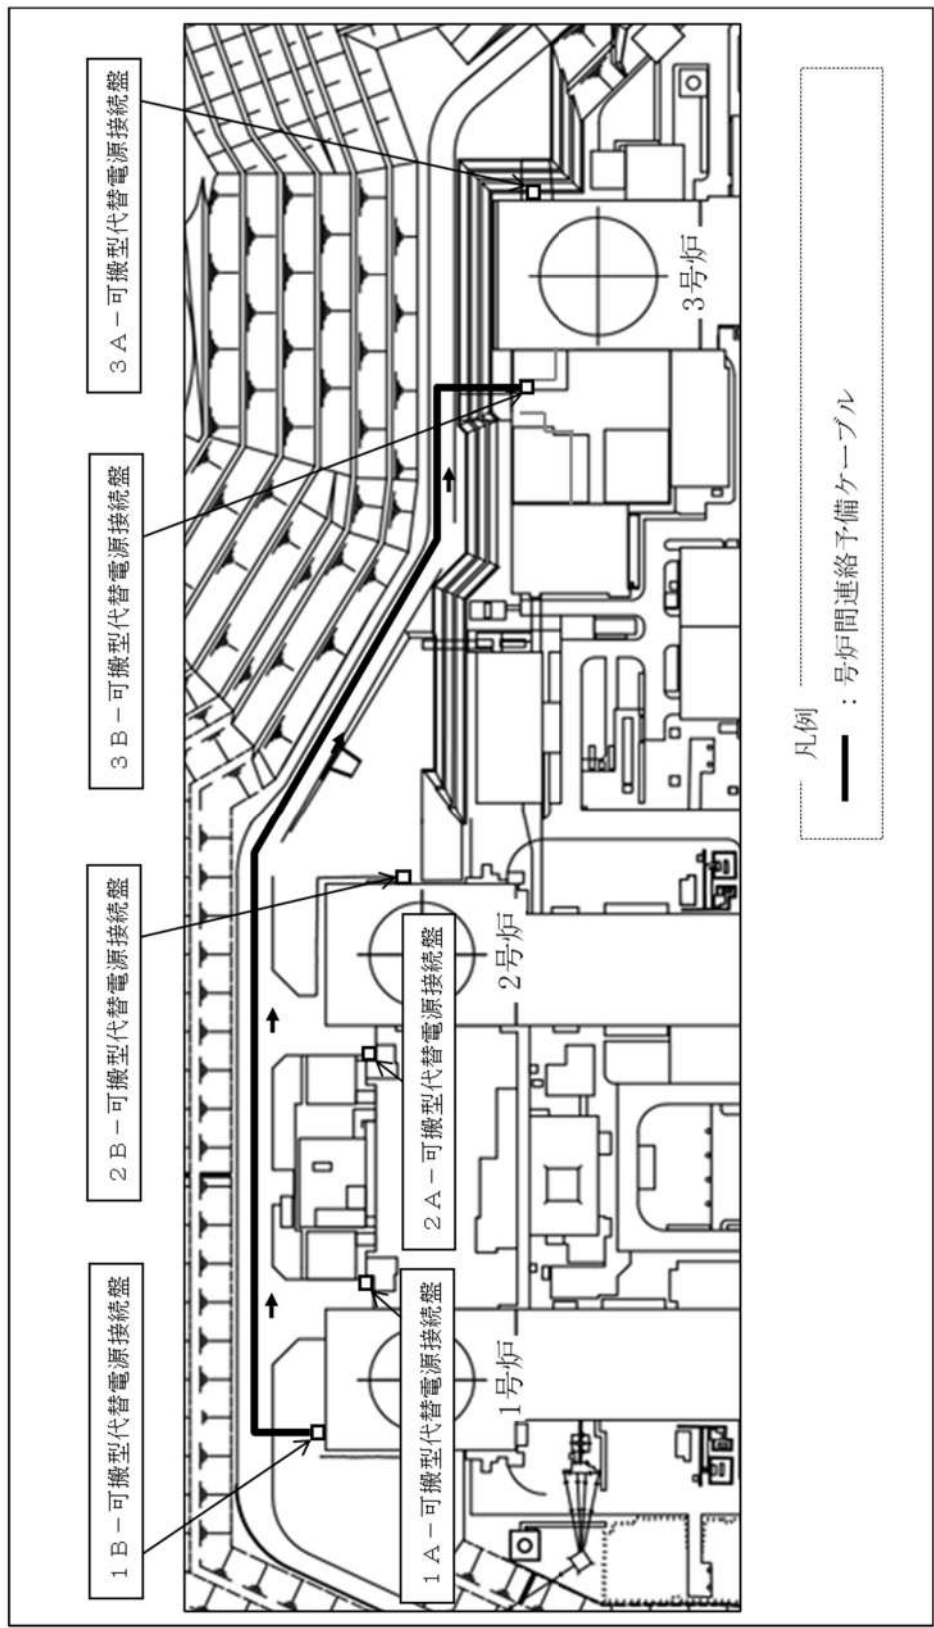 1B－可搬型代替電源接続盤
2B－可搬型代替電源接続盤
3B－可搬型代替電源接続盤
3A－可搬型代替電源接続盤
1A－可搬型代替電源接続盤
2A－可搬型代替電源接続盤
1号炉
2号炉
3号炉
凡例
：号炉間連絡予備ケーブル